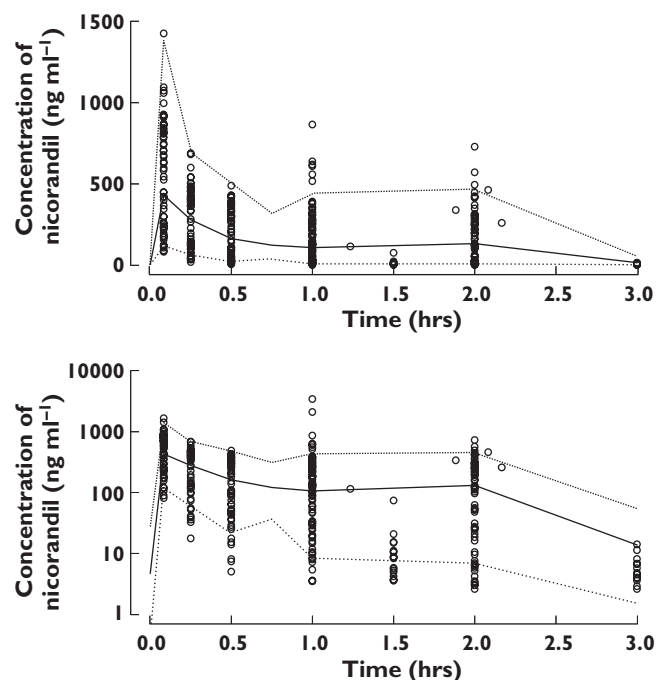 Concentration of
nicorandil (ng ml⁻¹)
1500
1000
500
0
0.0 0.5 1.0 1.5 2.0 2.5 3.0
Time (hrs)
Concentration of
nicorandil (ng ml⁻¹)
10000
1000
100
10
1
0.0 0.5 1.0 1.5 2.0 2.5 3.0
Time (hrs)